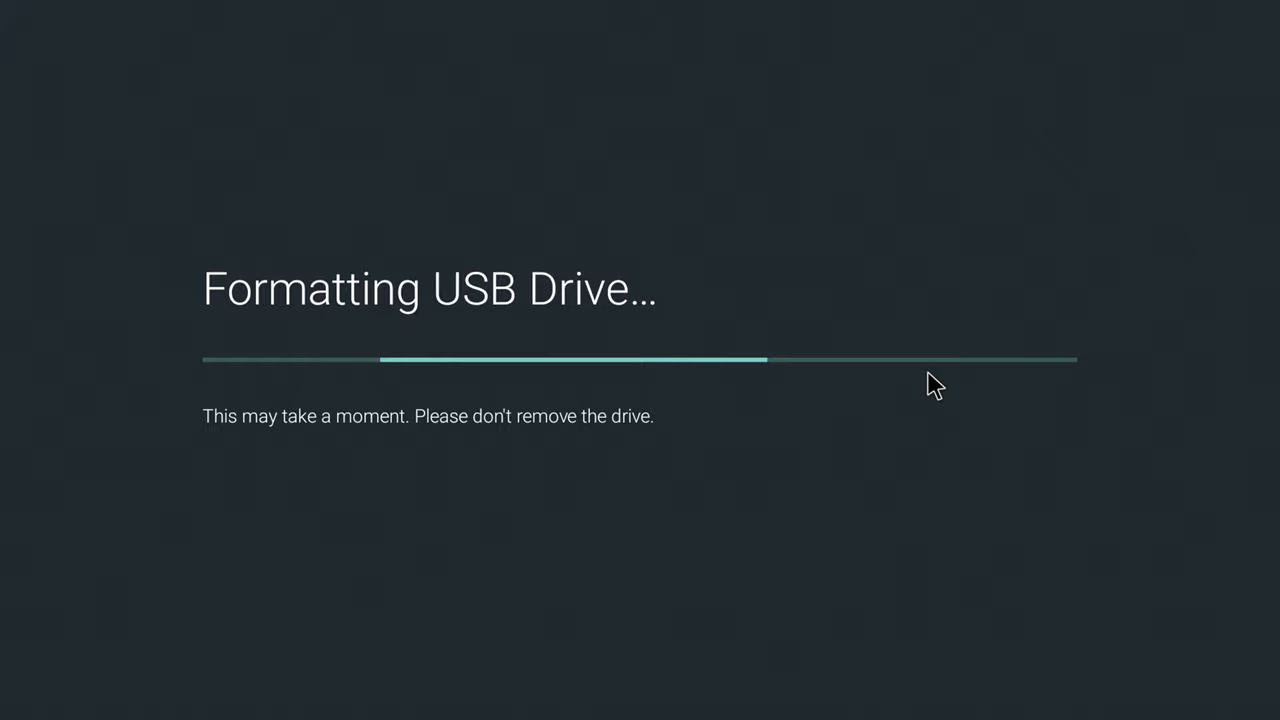 Formatting USB Drive...
This may take a moment. Please don't remove the drive.